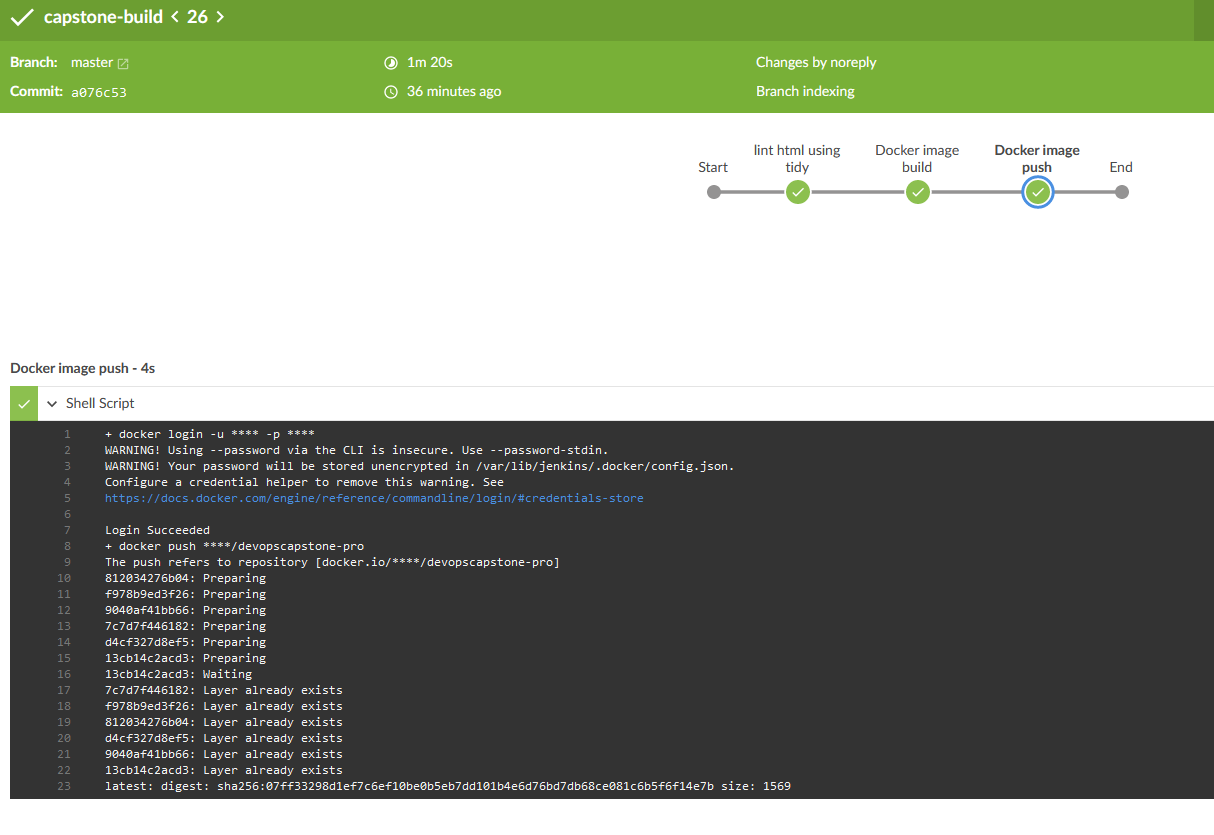 capstone-build < 26 >
Branch: master 1m 20s Changes by noreply
Commit: a076c53 36 minutes ago Branch indexing
Start
lint html using
tidy
Docker image
build
Docker image
push
End
Docker image push - 4s
Shell Script
1 + docker login -u **** -p ****
2 WARNING! Using --password via the CLI is insecure. Use --password-stdin.
3 WARNING! Your password will be stored unencrypted in /var/lib/jenkins/.docker/config.json.
4 Configure a credential helper to remove this warning. See
5 https://docs.docker.com/engine/reference/commandline/login/#credentials-store
6
7 Login Succeeded
8 + docker push ****/devopscapstone-pro
9 The push refers to repository [docker.io/****/devopscapstone-pro]
10 812034276b04: Preparing
11 f978b9ed3f26: Preparing
12 9040af41bb66: Preparing
13 7c7d7f446182: Preparing
14 d4cf327d8ef5: Preparing
15 13cb14c2acd3: Preparing
16 13cb14c2acd3: Waiting
17 7c7d7f446182: Layer already exists
18 f978b9ed3f26: Layer already exists
19 812034276b04: Layer already exists
20 d4cf327d8ef5: Layer already exists
21 9040af41bb66: Layer already exists
22 13cb14c2acd3: Layer already exists
23 latest: digest: sha256:07ff33298d1ef7c6ef10be0b5eb7dd101b4e6d76bd7db68ce081c6b5f6f14e7b size: 1569